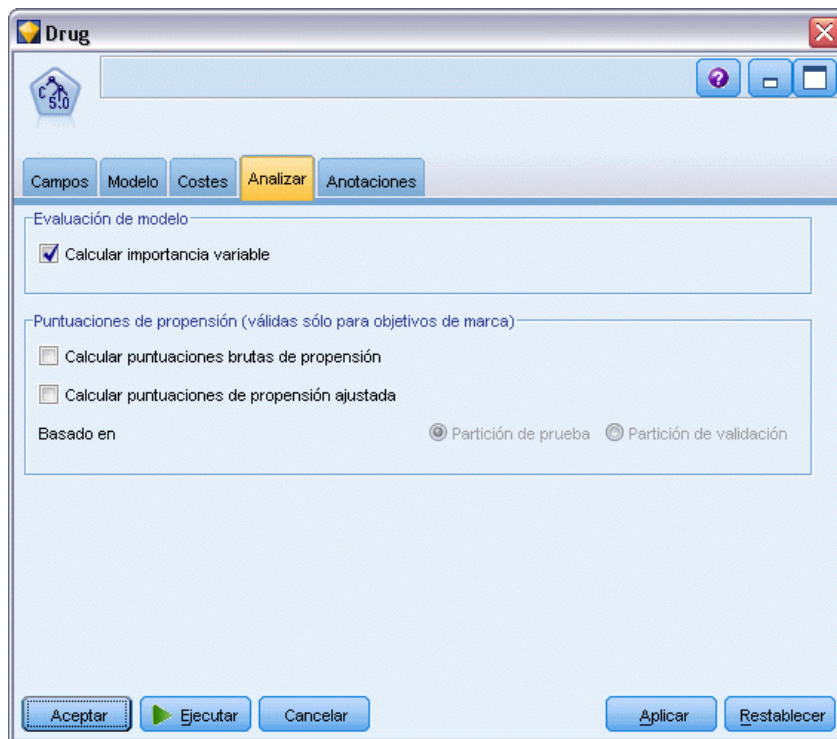 Drug
C
5.0
Campos Modelo Costes Analizar Anotaciones
Evaluación de modelo
Calcular importancia variable
Puntuaciones de propensión (válidas sólo para objetivos de marca)
Calcular puntuaciones brutas de propensión
Calcular puntuaciones de propensión ajustada
Basado en Partición de prueba Partición de validación
Aceptar Ejecutar Cancelar Aplicar Restablecer